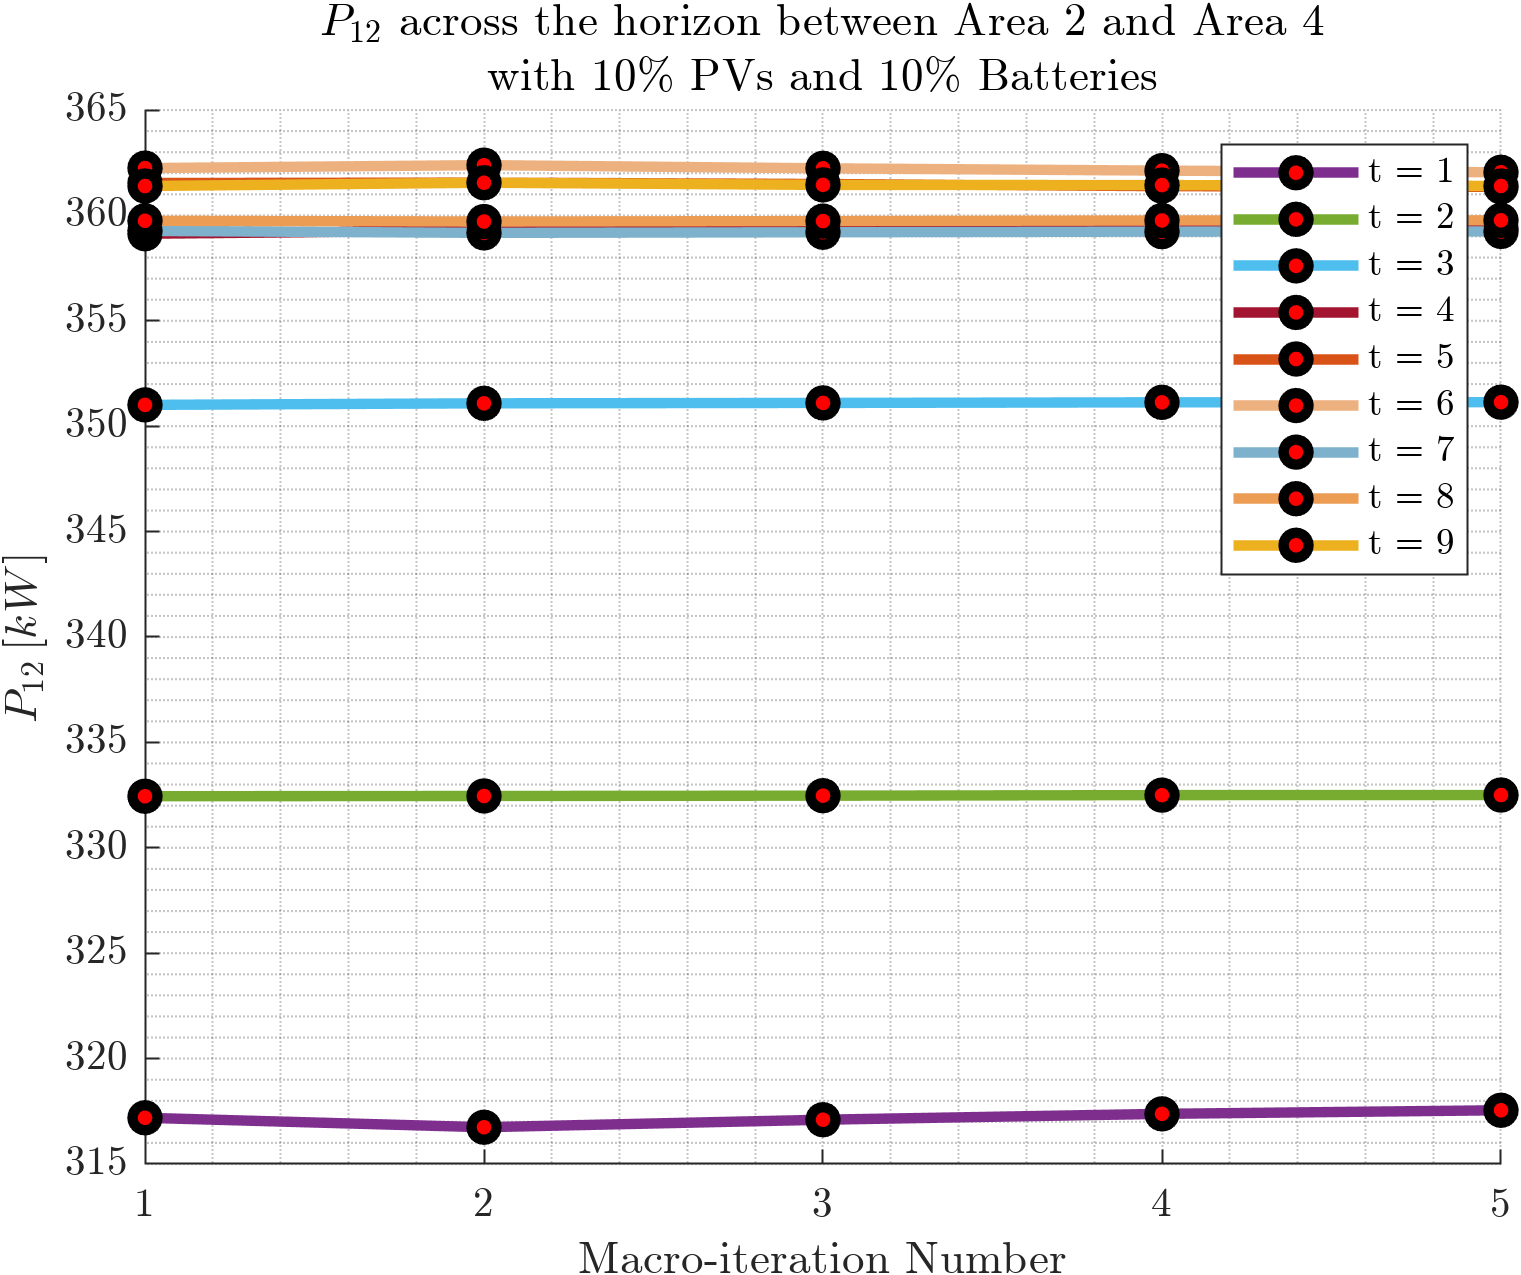 P12 across the horizon between Area 2 and Area 4
with 10% PVs and 10% Batteries
365
360
355
350
345
340
335
330
325
320
315
P12 [kW]
t = 1
t = 2
t = 3
t = 4
t = 5
t = 6
t = 7
t = 8
t = 9
1 2 3 4 5
Macro-iteration Number